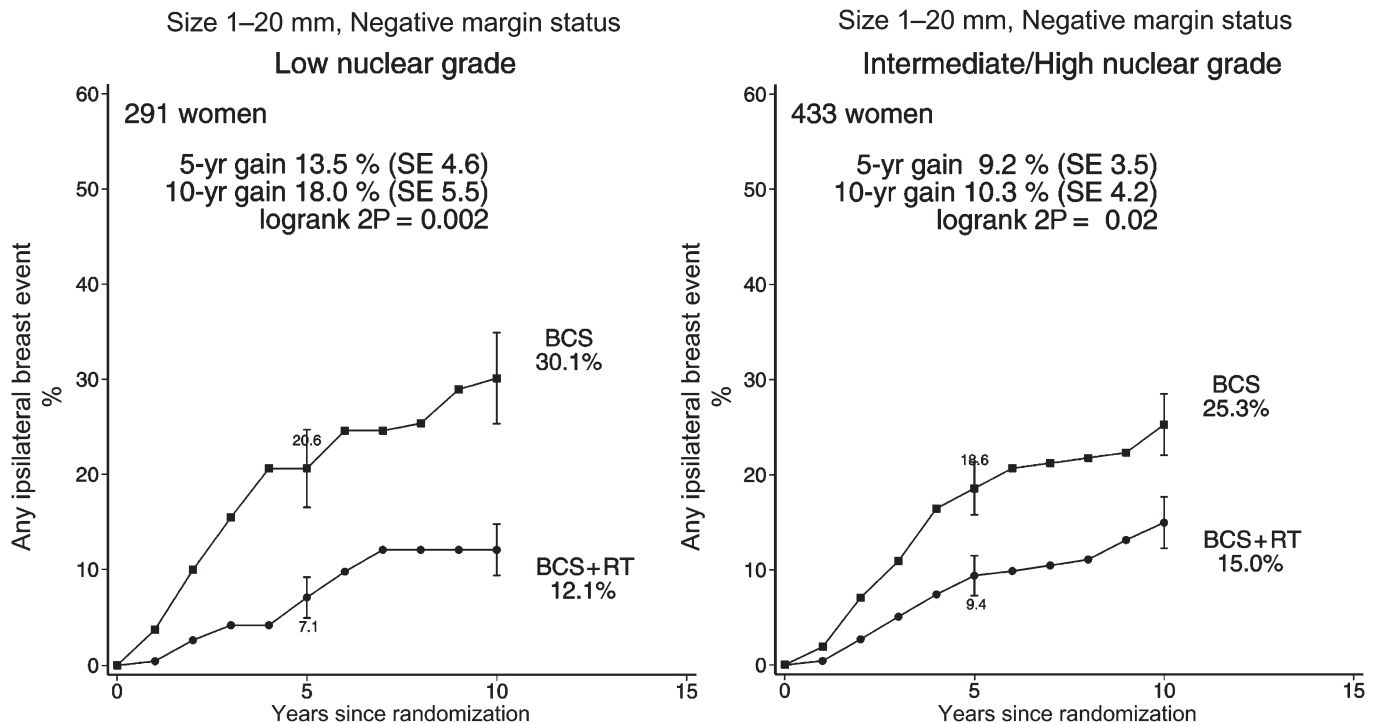 Size 1–20 mm, Negative margin status
Low nuclear grade
60
291 women
5-yr gain 13.5 % (SE 4.6)
50
10-yr gain 18.0 % (SE 5.5)
logrank 2P = 0.002
40
Any ipsilateral breast event
%
BCS
30.1%
30
20.6
20
10
BCS+RT
12.1%
7.1
0
0 5 10 15
Years since randomization
Size 1–20 mm, Negative margin status
Intermediate/High nuclear grade
60
433 women
5-yr gain 9.2 % (SE 3.5)
50
10-yr gain 10.3 % (SE 4.2)
logrank 2P = 0.02
40
Any ipsilateral breast event
%
30
BCS
25.3%
18.6
20
BCS+RT
15.0%
10
9.4
0
0 5 10 15
Years since randomization